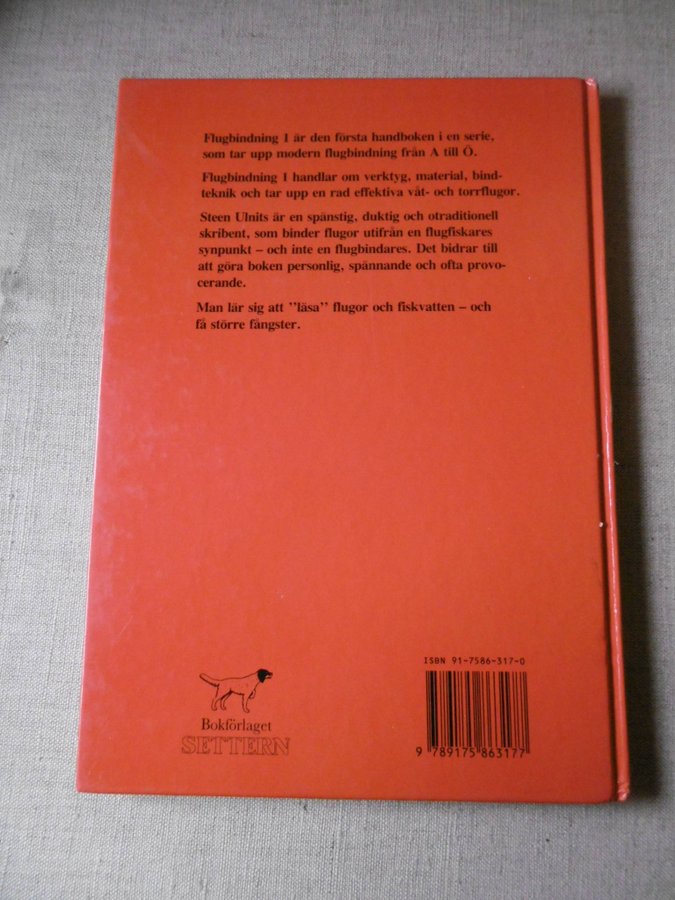 Flugbindning 1 är den första handboken i en serie,
som tar upp modern flugbindning från A till Ö.
Flugbindning 1 handlar om verktyg, material, bind-
teknik och tar upp en rad effektiva våt- och torrflugor.
Steen Ulnits är en spänstig, duktig och otraditionell
skribent, som binder flugor utifrån en flugfiskares
synpunkt – och inte en flugbindares. Det bidrar till
att göra boken personlig, spännande och ofta provo-
cerande.
Man lär sig att ”läsa” flugor och fiskvatten – och
få större fångster.
ISBN 91-7586-317-0
Bokförlaget
SETTERN
9 789175 863177